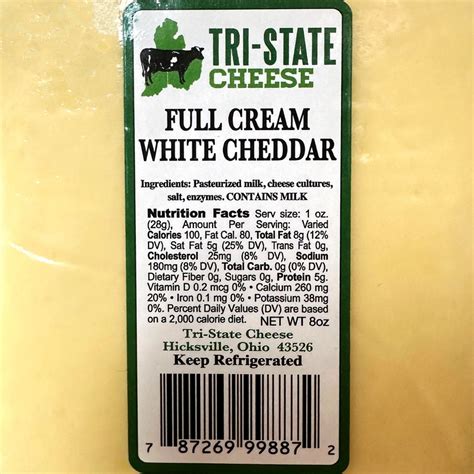 TRI-STATE
CHEESE
FULL CREAM
WHITE CHEDDAR
Ingredients: Pasteurized milk, cheese cultures,
salt, enzymes. CONTAINS MILK
Nutrition Facts Serv size: 1 oz.
(28g), Amount Per Serving: Varied
Calories 100, Fat Cal. 80, Total Fat 8g (12%
DV), Sat Fat 5g (25% DV), Trans Fat 0g,
Cholesterol 25mg (8% DV), Sodium
180mg (8% DV), Total Carb. 0g (0% DV),
Dietary Fiber 0g, Sugars 0g, Protein 5g.
Vitamin D 0.2 mcg 0% • Calcium 260 mg
20% • Iron 0.1 mg 0% • Potassium 38mg
0%. Percent Daily Values (DV) are based
on a 2,000 calorie diet. NET WT 8oz
Tri-State Cheese
Hicksville, Ohio 43526
Keep Refrigerated
7 87269 99887 2